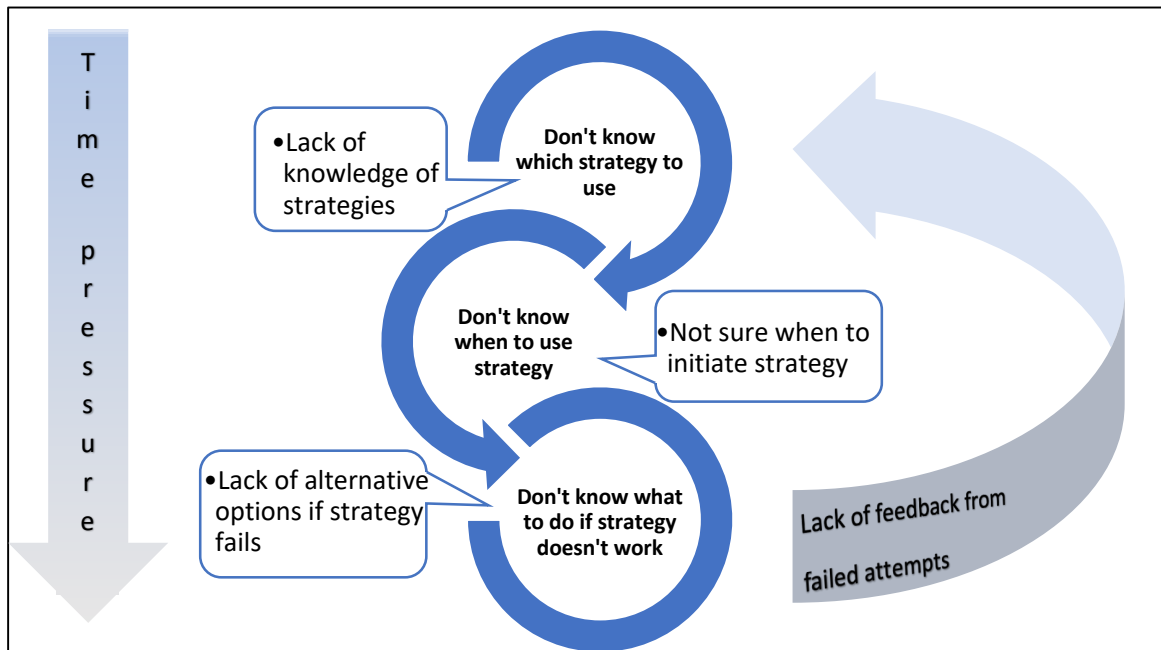 Time pressure
Don't know
which strategy to
use
•Lack of
knowledge of
strategies
Don't know
when to use
strategy
•Not sure when to
initiate strategy
•Lack of alternative
options if strategy
fails
Don't know what
to do if strategy
doesn't work
Lack of feedback from
failed attempts